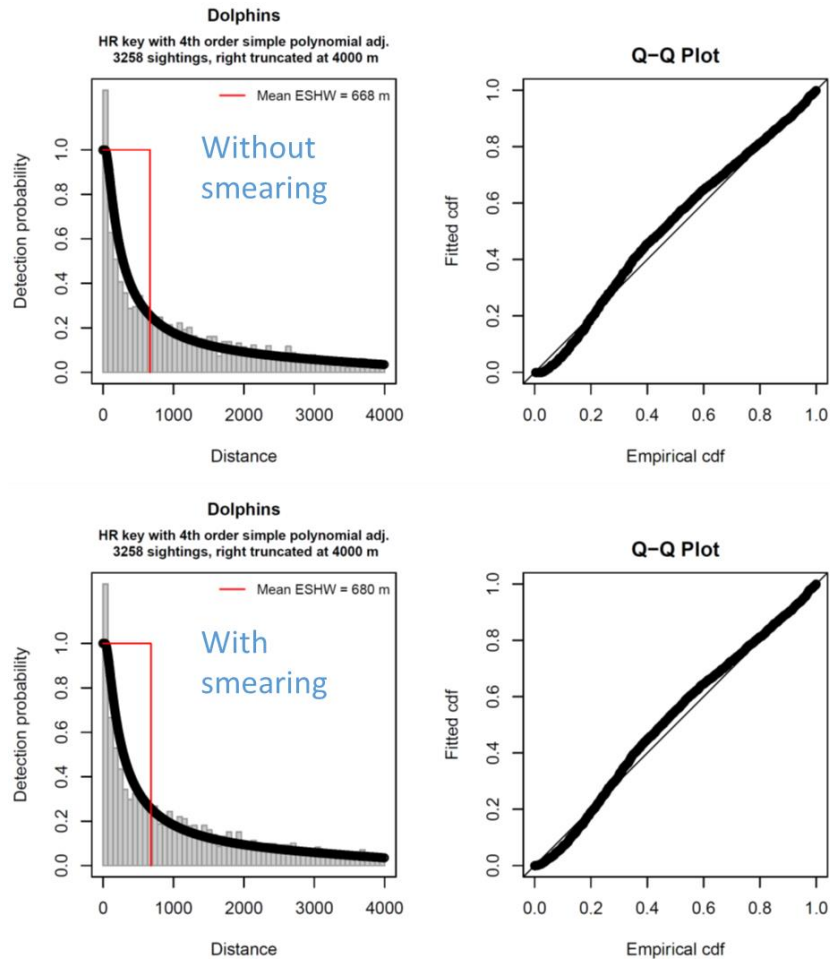 Dolphins
HR key with 4th order simple polynomial adj.
3258 sightings, right truncated at 4000 m
Mean ESHW = 668 m
Without
smearing
Detection probability
0.0
0.2
0.4
0.6
0.8
1.0
0 1000 2000 3000 4000
Distance
Q−Q Plot
Fitted cdf
0.0
0.2
0.4
0.6
0.8
1.0
0.0 0.2 0.4 0.6 0.8 1.0
Empirical cdf
Dolphins
HR key with 4th order simple polynomial adj.
3258 sightings, right truncated at 4000 m
Mean ESHW = 680 m
With
smearing
Detection probability
0.0
0.2
0.4
0.6
0.8
1.0
0 1000 2000 3000 4000
Distance
Q−Q Plot
Fitted cdf
0.0
0.2
0.4
0.6
0.8
1.0
0.0 0.2 0.4 0.6 0.8 1.0
Empirical cdf